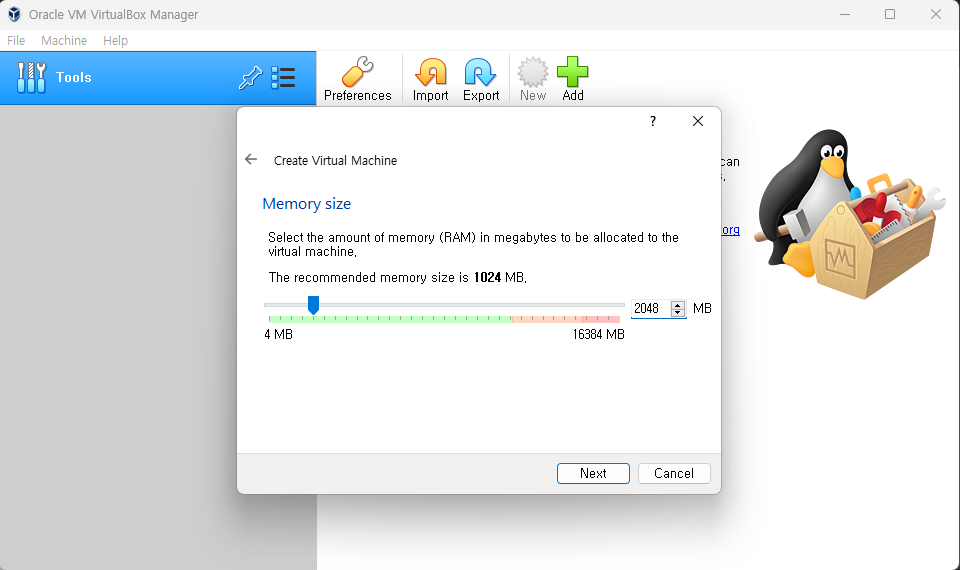 Oracle VM VirtualBox Manager
File Machine Help
Tools
Preferences Import Export New Add
?
Create Virtual Machine
can
Memory size
s.
Select the amount of memory (RAM) in megabytes to be allocated to the
org
virtual machine.
The recommended memory size is 1024 MB.
2048 MB
4 MB 16384 MB
Next Cancel